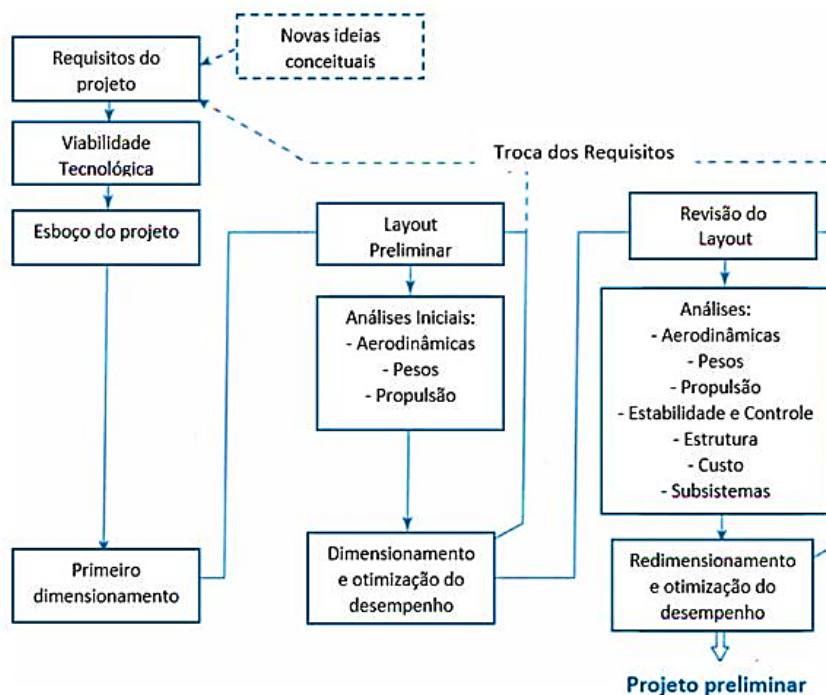 Requisitos do
projeto
Novas ideias
conceituais
Viabilidade
Tecnológica
Esboço do projeto
Primeiro
dimensionamento
Troca dos Requisitos
Layout
Preliminar
Análises Iniciais:
- Aerodinâmicas
- Pesos
- Propulsão
Dimensionamento
e otimização do
desempenho
Revisão do
Layout
Análises:
- Aerodinâmicas
- Pesos
- Propulsão
- Estabilidade e Controle
- Estrutura
- Custo
- Subsistemas
Redimensionamento
e otimização do
desempenho
Projeto preliminar